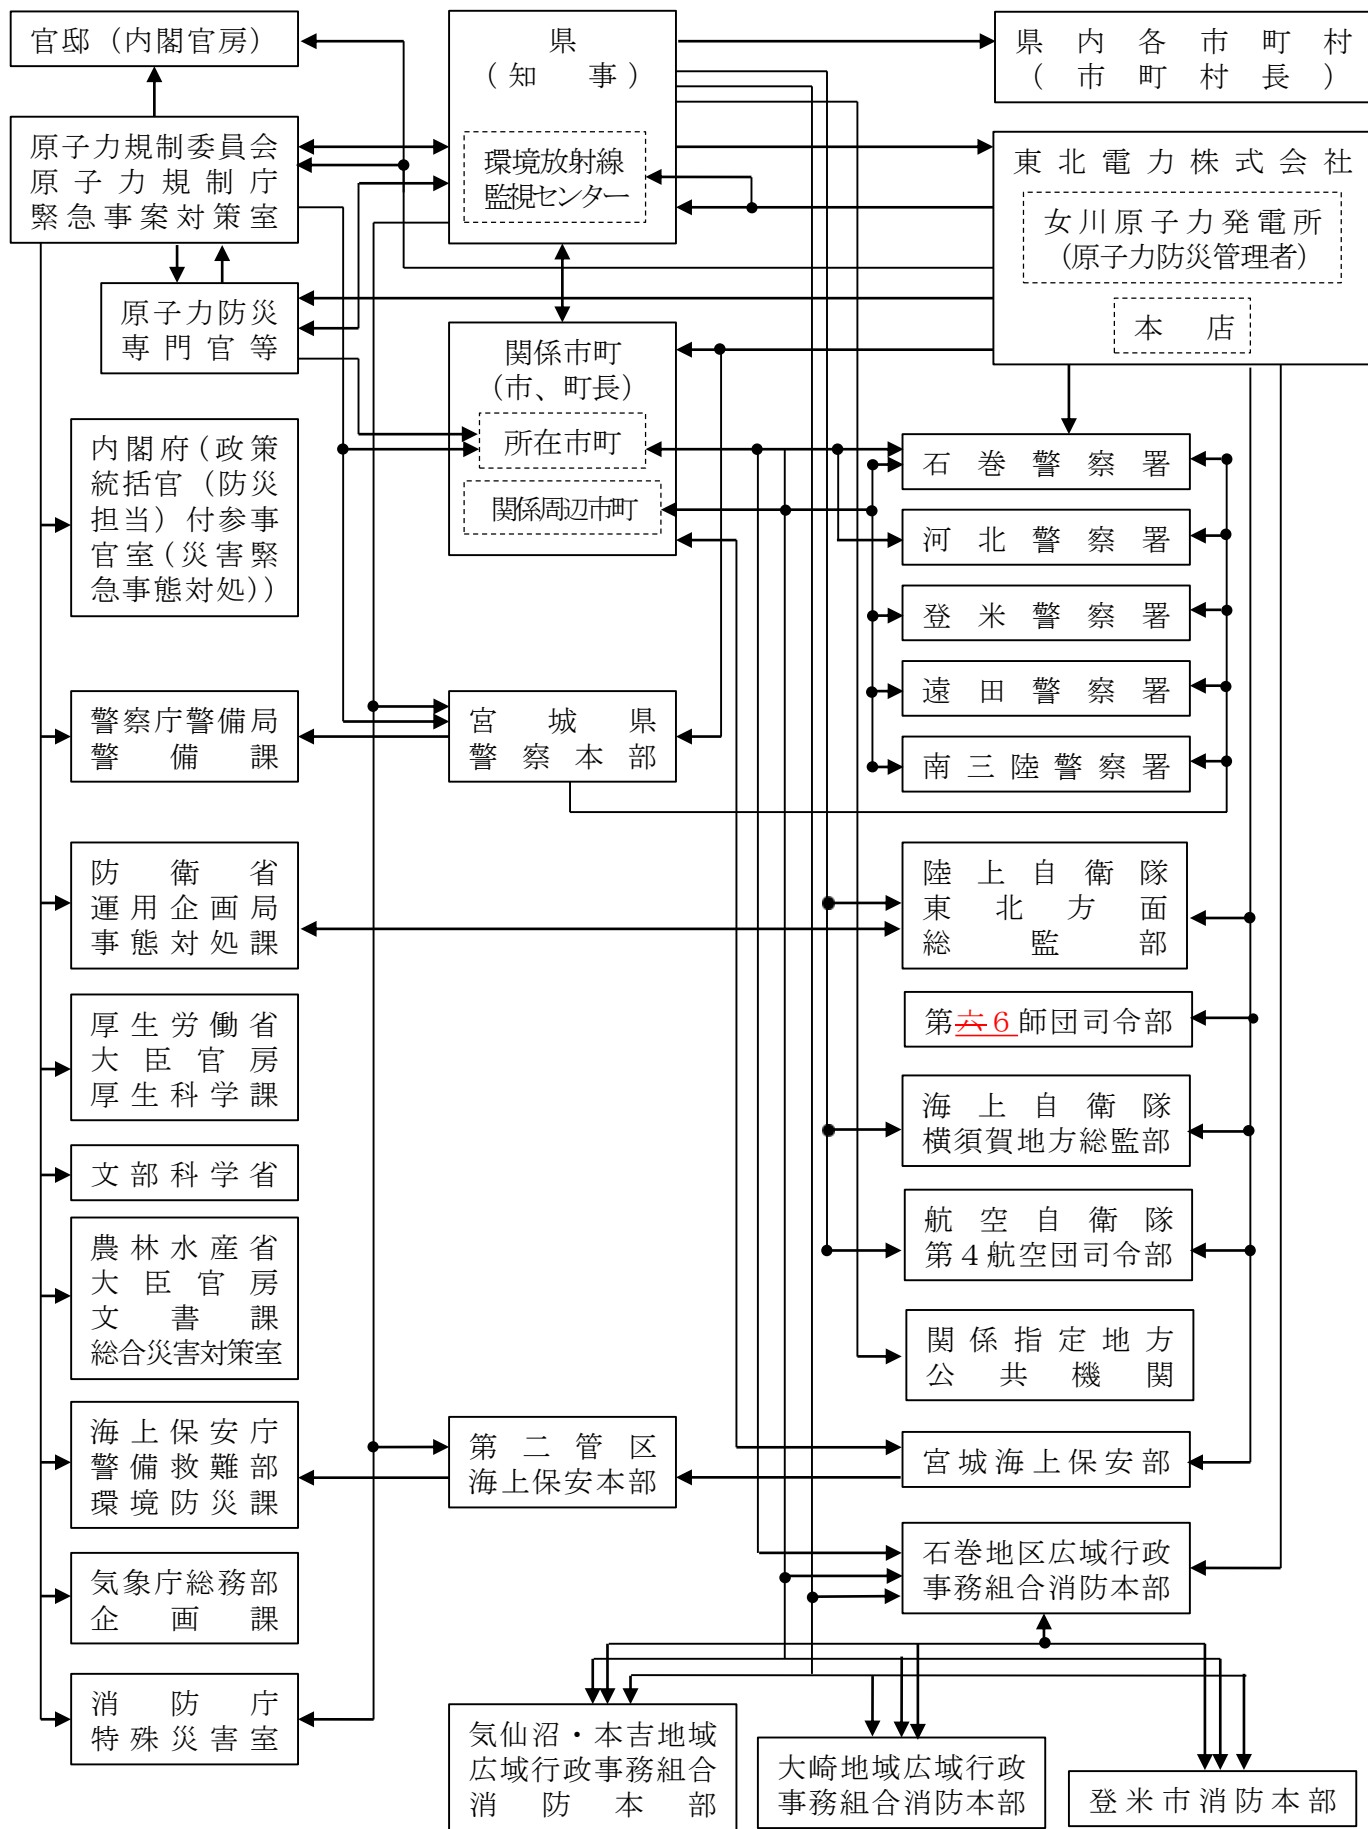 官邸（内閣官房）
県
（知事）
県内各市町村
（市町村長）
原子力規制委員会
原子力規制庁
緊急事案対策室
環境放射線
監視センター
東北電力株式会社
女川原子力発電所
（原子力防災管理者）
本店
原子力防災
専門官等
関係市町
（市、町長）
所在市町
関係周辺市町
内閣府（政策
統括官（防災
担当）付参事
官室（災害緊
急事態対処））
石巻警察署
河北警察署
登米警察署
遠田警察署
南三陸警察署
警察庁警備局
警備課
宮城県
警察本部
防衛省
運用企画局
事態対処課
陸上自衛隊
東北方面
総監部
厚生労働省
大臣官房
厚生科学課
第六６師団司令部
海上自衛隊
横須賀地方総監部
文部科学省
農林水産省
大臣官房
文書課
総合災害対策室
航空自衛隊
第４航空団司令部
関係指定地方
公共機関
海上保安庁
警備救難部
環境防災課
第二管区
海上保安本部
宮城海上保安部
気象庁総務部
企画課
石巻地区広域行政
事務組合消防本部
消防庁
特殊災害室
気仙沼・本吉地域
広域行政事務組合
消防本部
大崎地域広域行政
事務組合消防本部
登米市消防本部